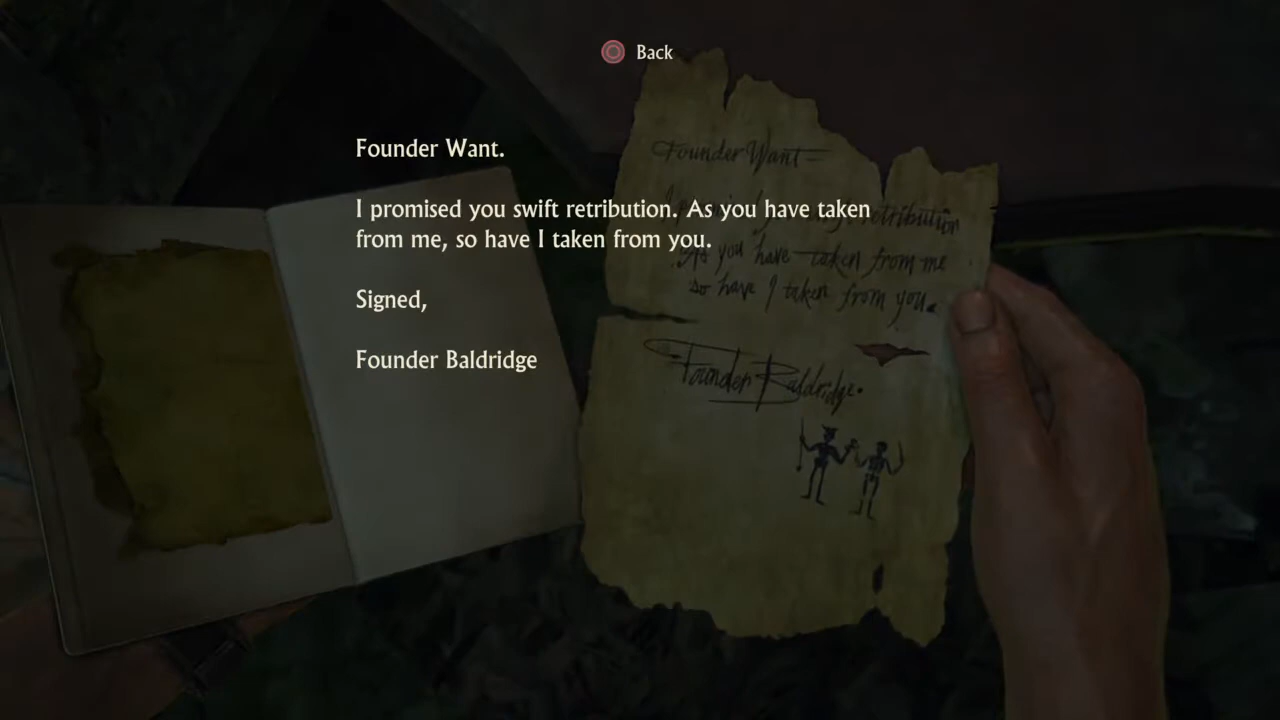 Back
Founder Want.
I promised you swift retribution. As you have taken
from me, so have I taken from you.
Signed,
Founder Baldridge
Founder Want-
retribution
As you have taken from me
so have I taken from you.
Founder Baldridge.